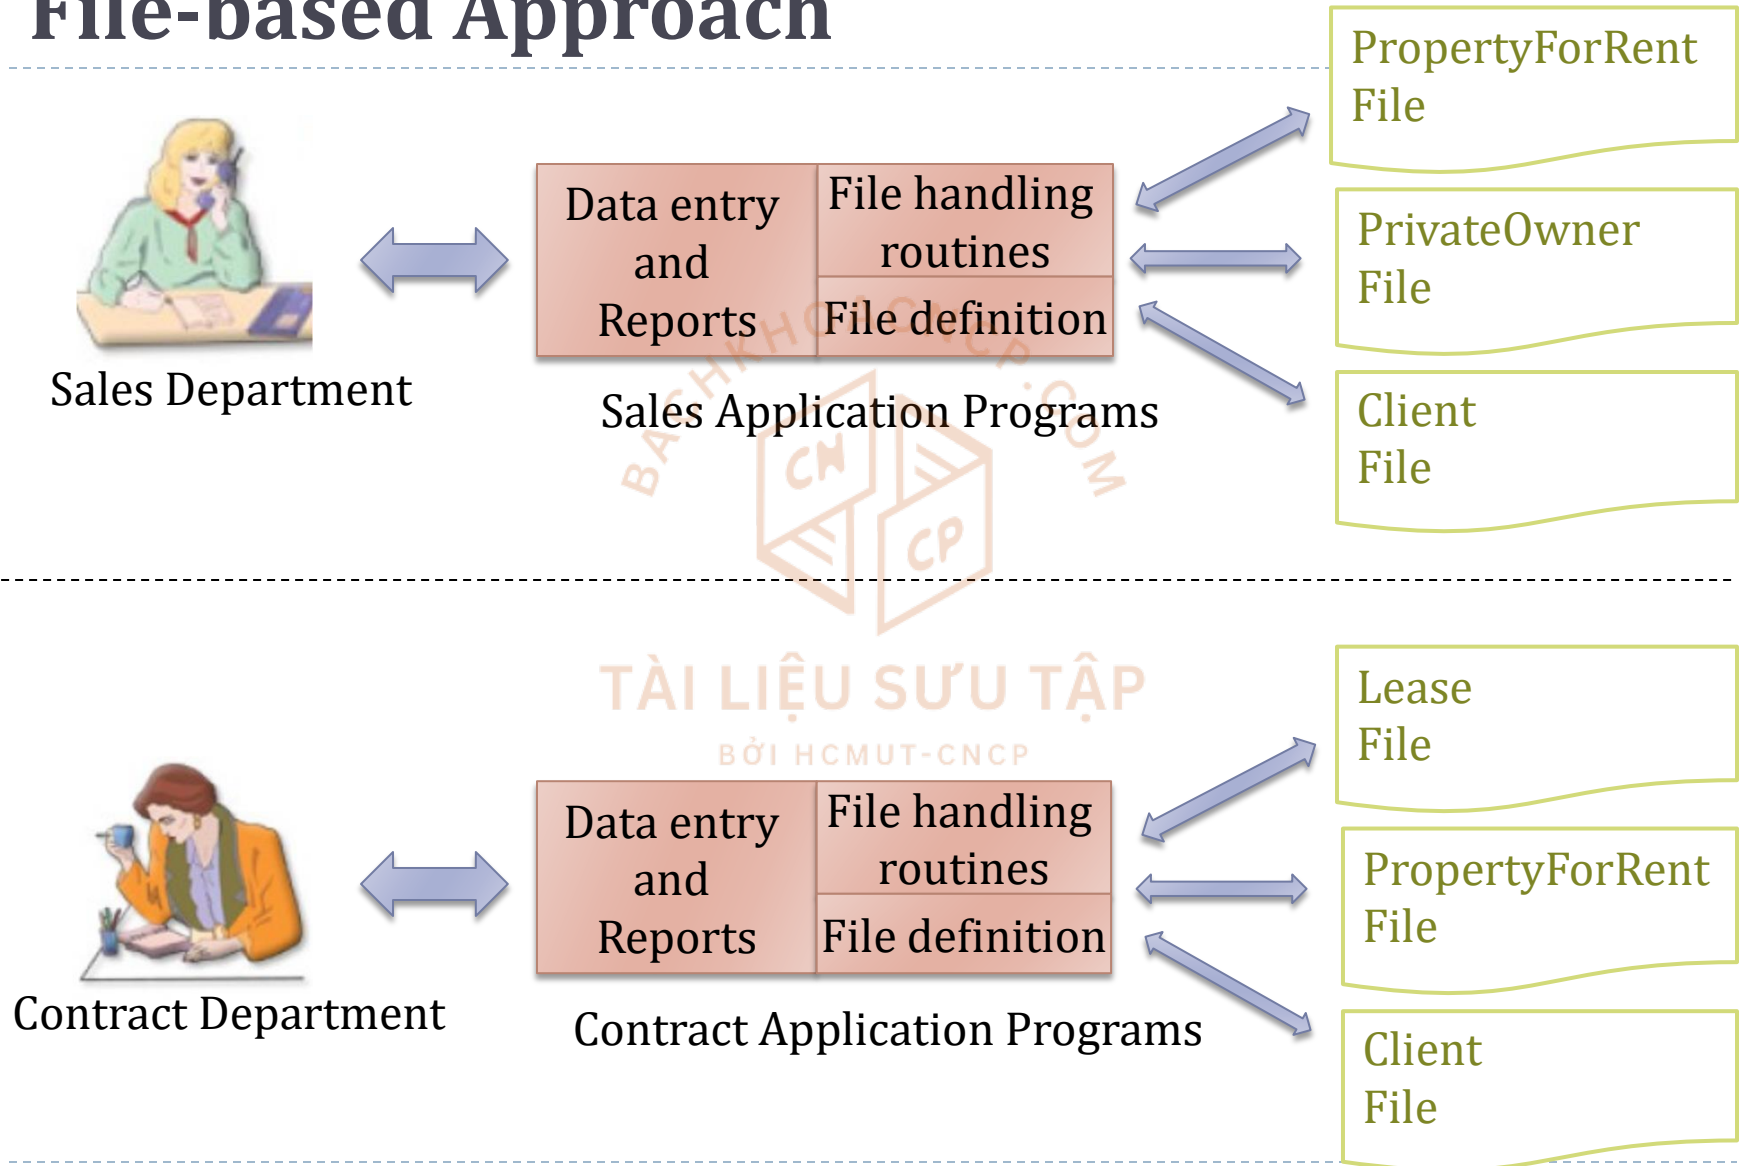 File-based Approach
PropertyForRent
File
Data entry
and
Reports
File handling
routines
File definition
PrivateOwner
File
Client
File
Sales Department
Sales Application Programs
BACHKHOACNCP.COM
CN
CP
TÀI LIỆU SƯU TẬP
BỞI HCMUT-CNCP
Lease
File
Data entry
and
Reports
File handling
routines
File definition
PropertyForRent
File
Client
File
Contract Department
Contract Application Programs